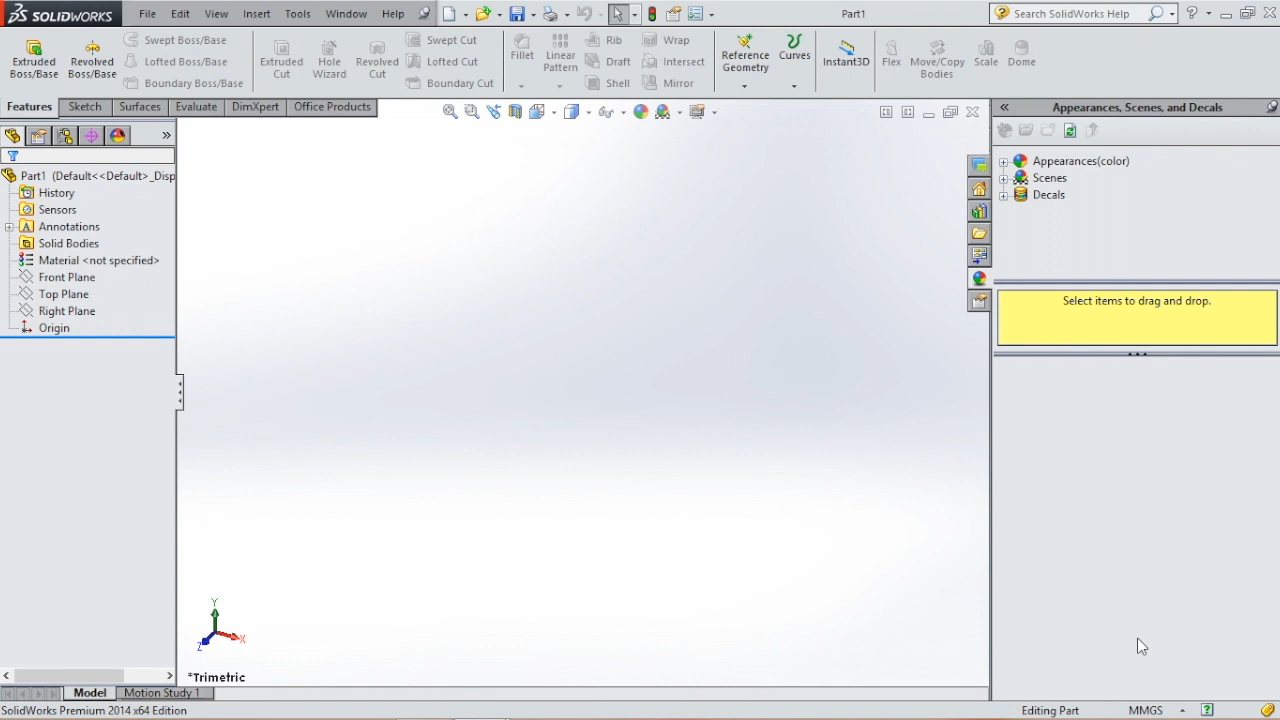 SOLIDWORKS File Edit View Insert Tools Window Help Part1 Search SolidWorks Help
Extruded Boss/Base
Revolved Boss/Base
Swept Boss/Base
Lofted Boss/Base
Boundary Boss/Base
Extruded Cut
Hole Wizard
Revolved Cut
Swept Cut
Lofted Cut
Boundary Cut
Fillet
Linear Pattern
Rib
Draft
Shell
Wrap
Intersect
Mirror
Reference Geometry
Curves
Instant3D
Flex
Move/Copy Bodies
Scale
Dome
Features Sketch Surfaces Evaluate DimXpert Office Products
Part1 (Default<<Default>_Disp
History
Sensors
Annotations
Solid Bodies
Material <not specified>
Front Plane
Top Plane
Right Plane
Origin
Y
X
Z
*Trimetric
Appearances, Scenes, and Decals
Appearances(color)
Scenes
Decals
Select items to drag and drop.
Model Motion Study 1
SolidWorks Premium 2014 x64 Edition Editing Part MMGS